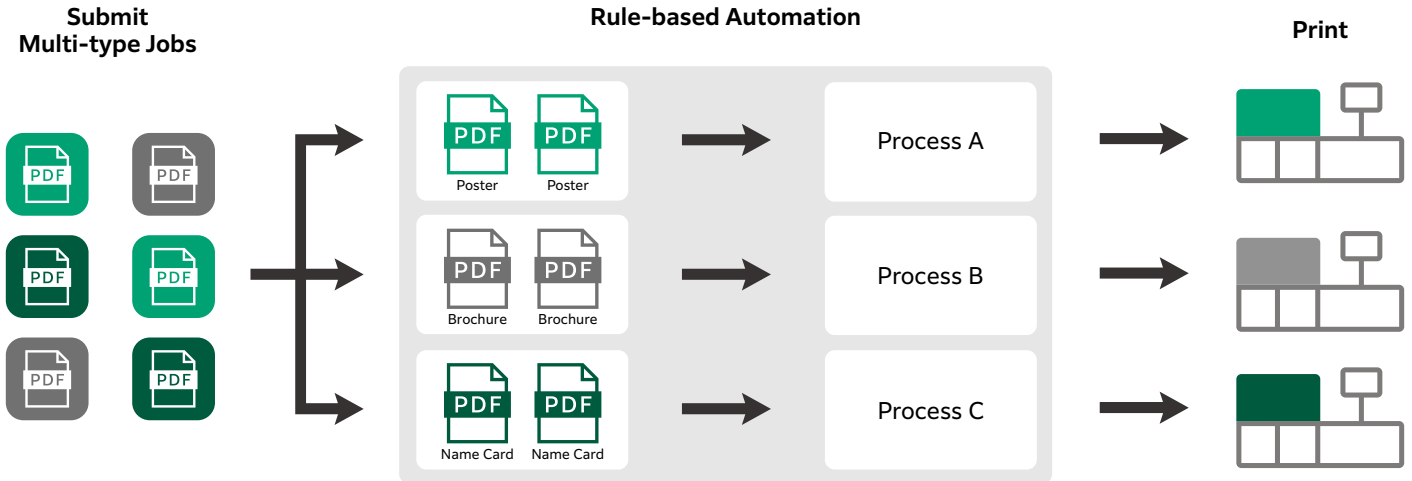 Submit
Multi-type Jobs
Rule-based Automation
Print
PDF PDF
PDF PDF
PDF PDF
PDF PDF
Poster Poster
Process A
PDF PDF
Brochure Brochure
Process B
PDF PDF
Name Card Name Card
Process C